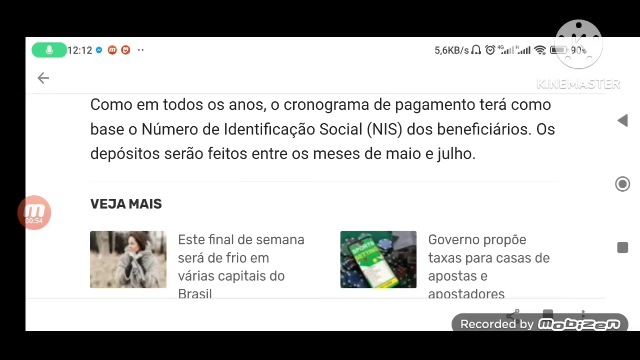 12:12
5,6KB/s
90%
KINEMASTER
Como em todos os anos, o cronograma de pagamento terá como
base o Número de Identificação Social (NIS) dos beneficiários. Os
depósitos serão feitos entre os meses de maio e julho.
00:54
VEJA MAIS
Este final de semana
será de frio em
várias capitais do
Brasil
Governo propõe
taxas para casas de
apostas e
apostadores
Recorded by Mobizen